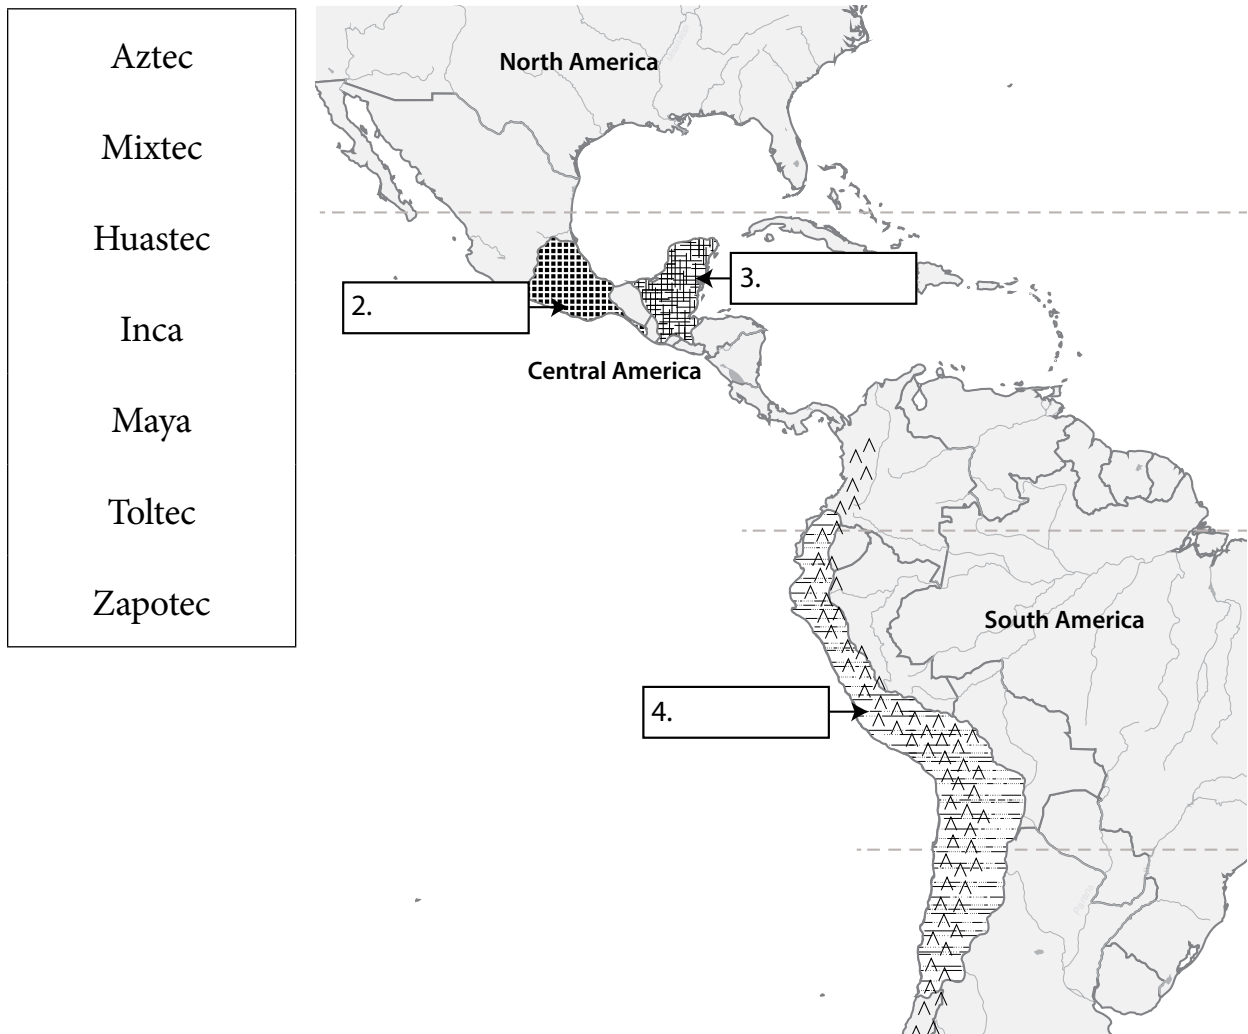 Aztec
Mixtec
Huastec
Inca
Maya
Toltec
Zapotec
North America
2.
3.
Central America
South America
4.